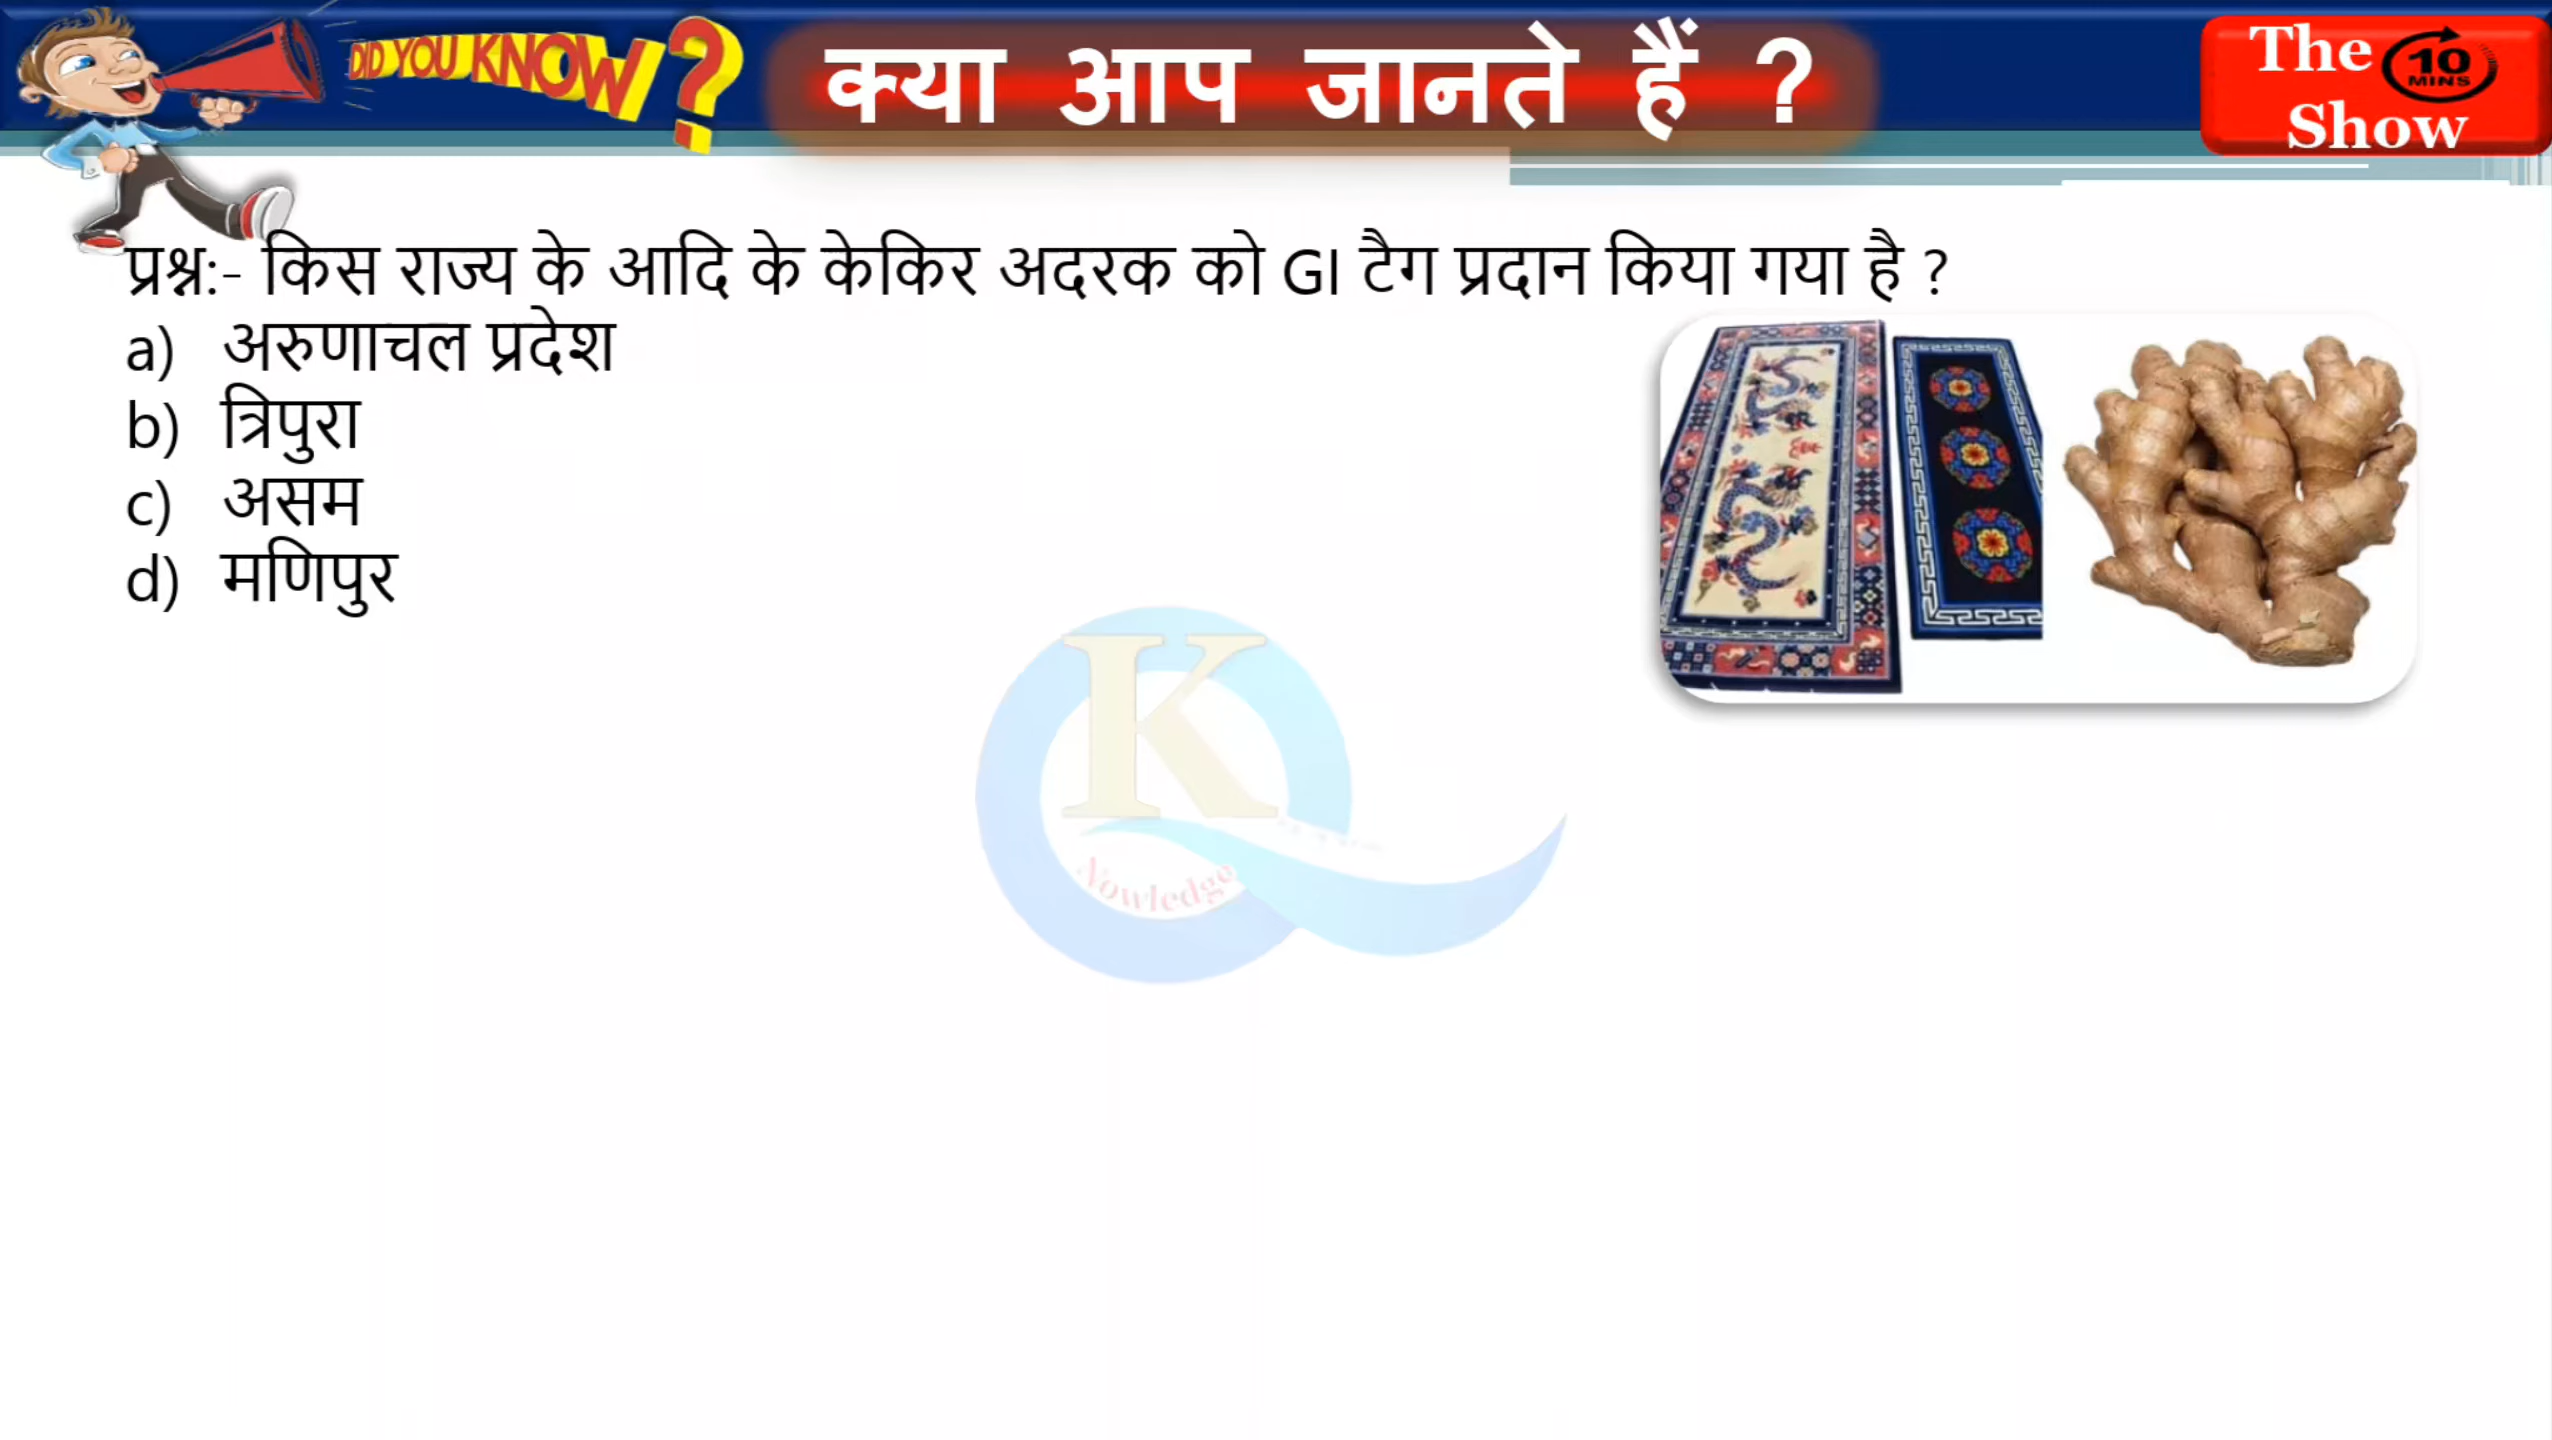 DID YOU KNOW?
क्या आप जानते हैं ?
The 10 MINS
Show
प्रश्न:- किस राज्य के आदि के केकिर अदरक को GI टैग प्रदान किया गया है ?
a) अरुणाचल प्रदेश
b) त्रिपुरा
c) असम
d) मणिपुर
K
Nowledge